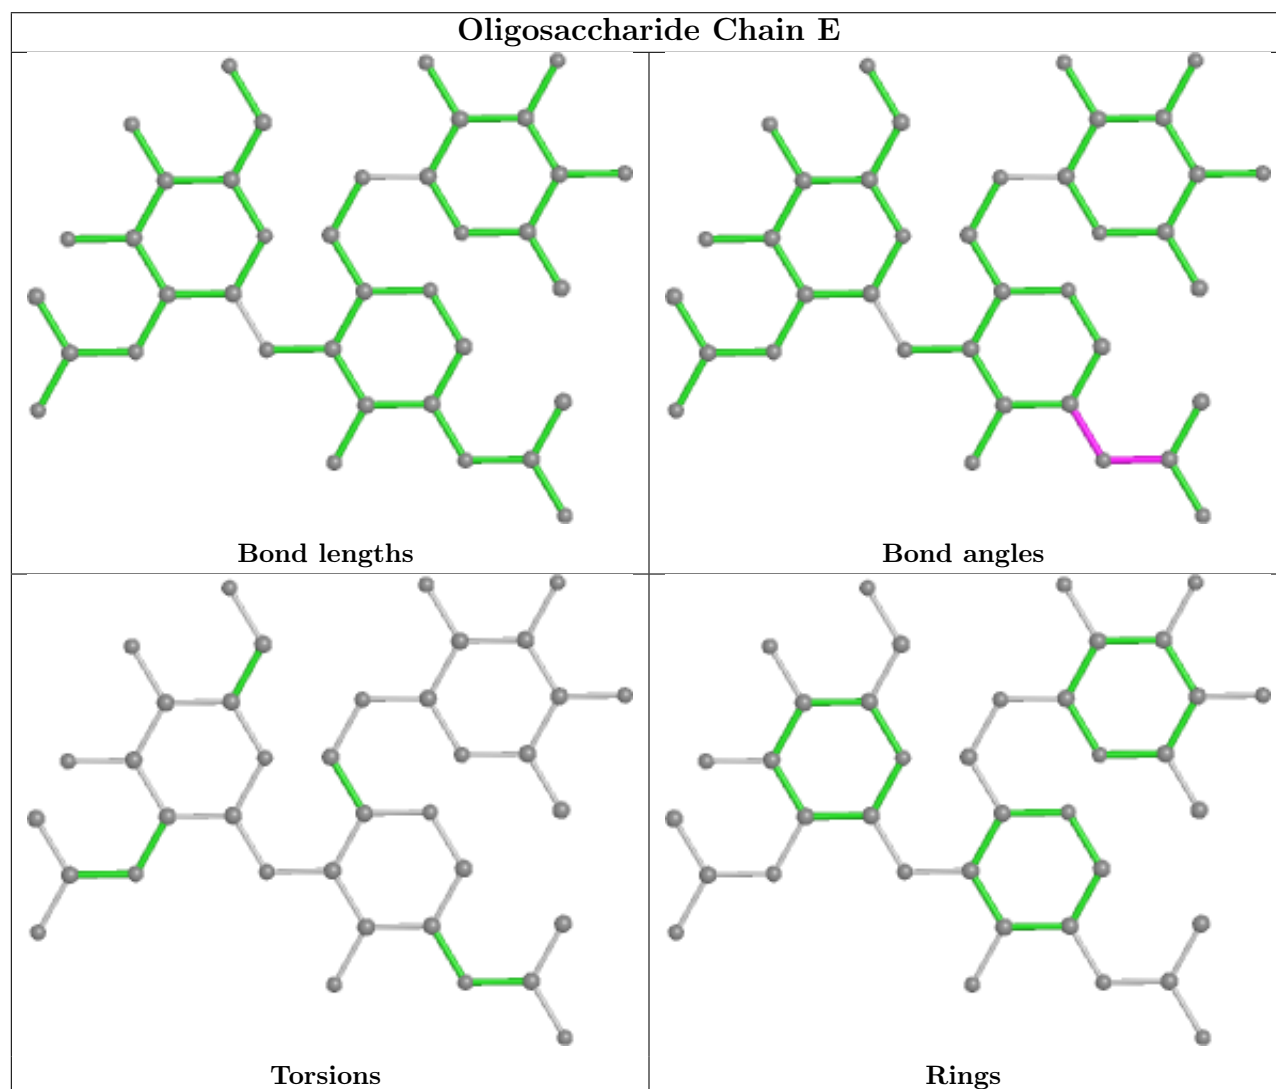 Oligosaccharide Chain E
Bond lengths
Bond angles
Torsions
Rings